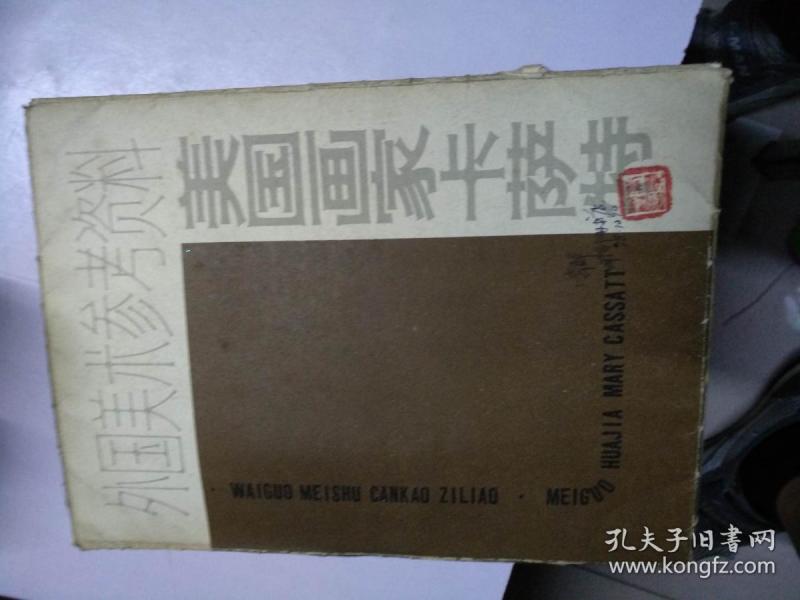 外国美术参考资料
美国画家卡萨特
WAIGUO MEISHU CANKAO ZILIAO · MEIGUO HUAJIA MARY CASSATT
孔夫子旧书网
www.kongfz.com